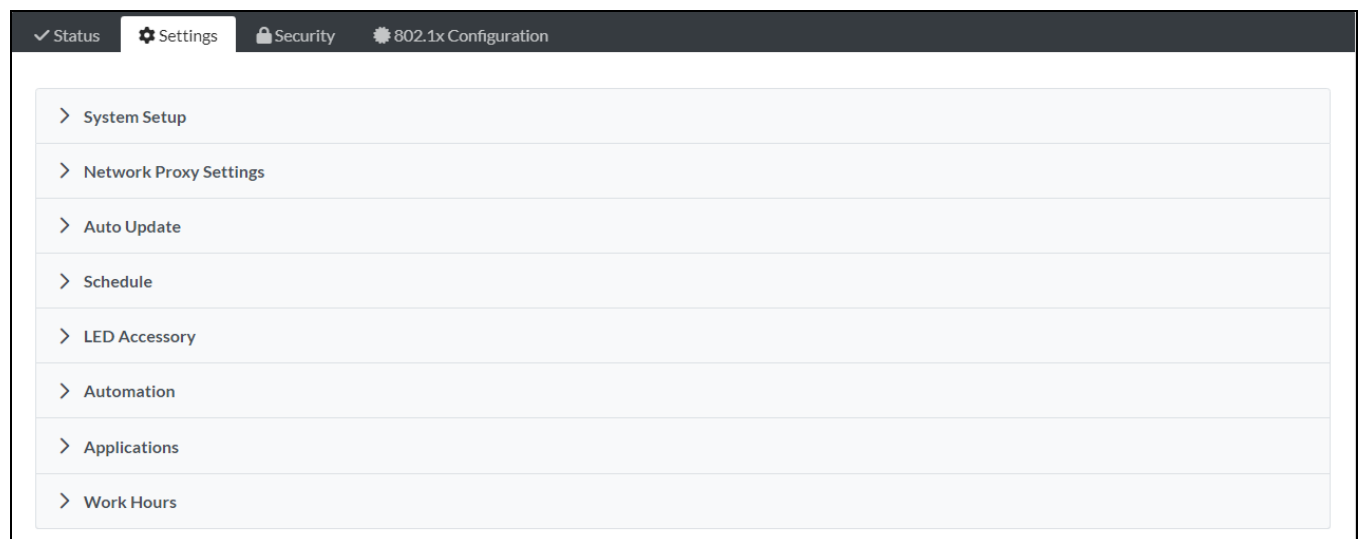 Status Settings Security 802.1x Configuration
System Setup
Network Proxy Settings
Auto Update
Schedule
LED Accessory
Automation
Applications
Work Hours